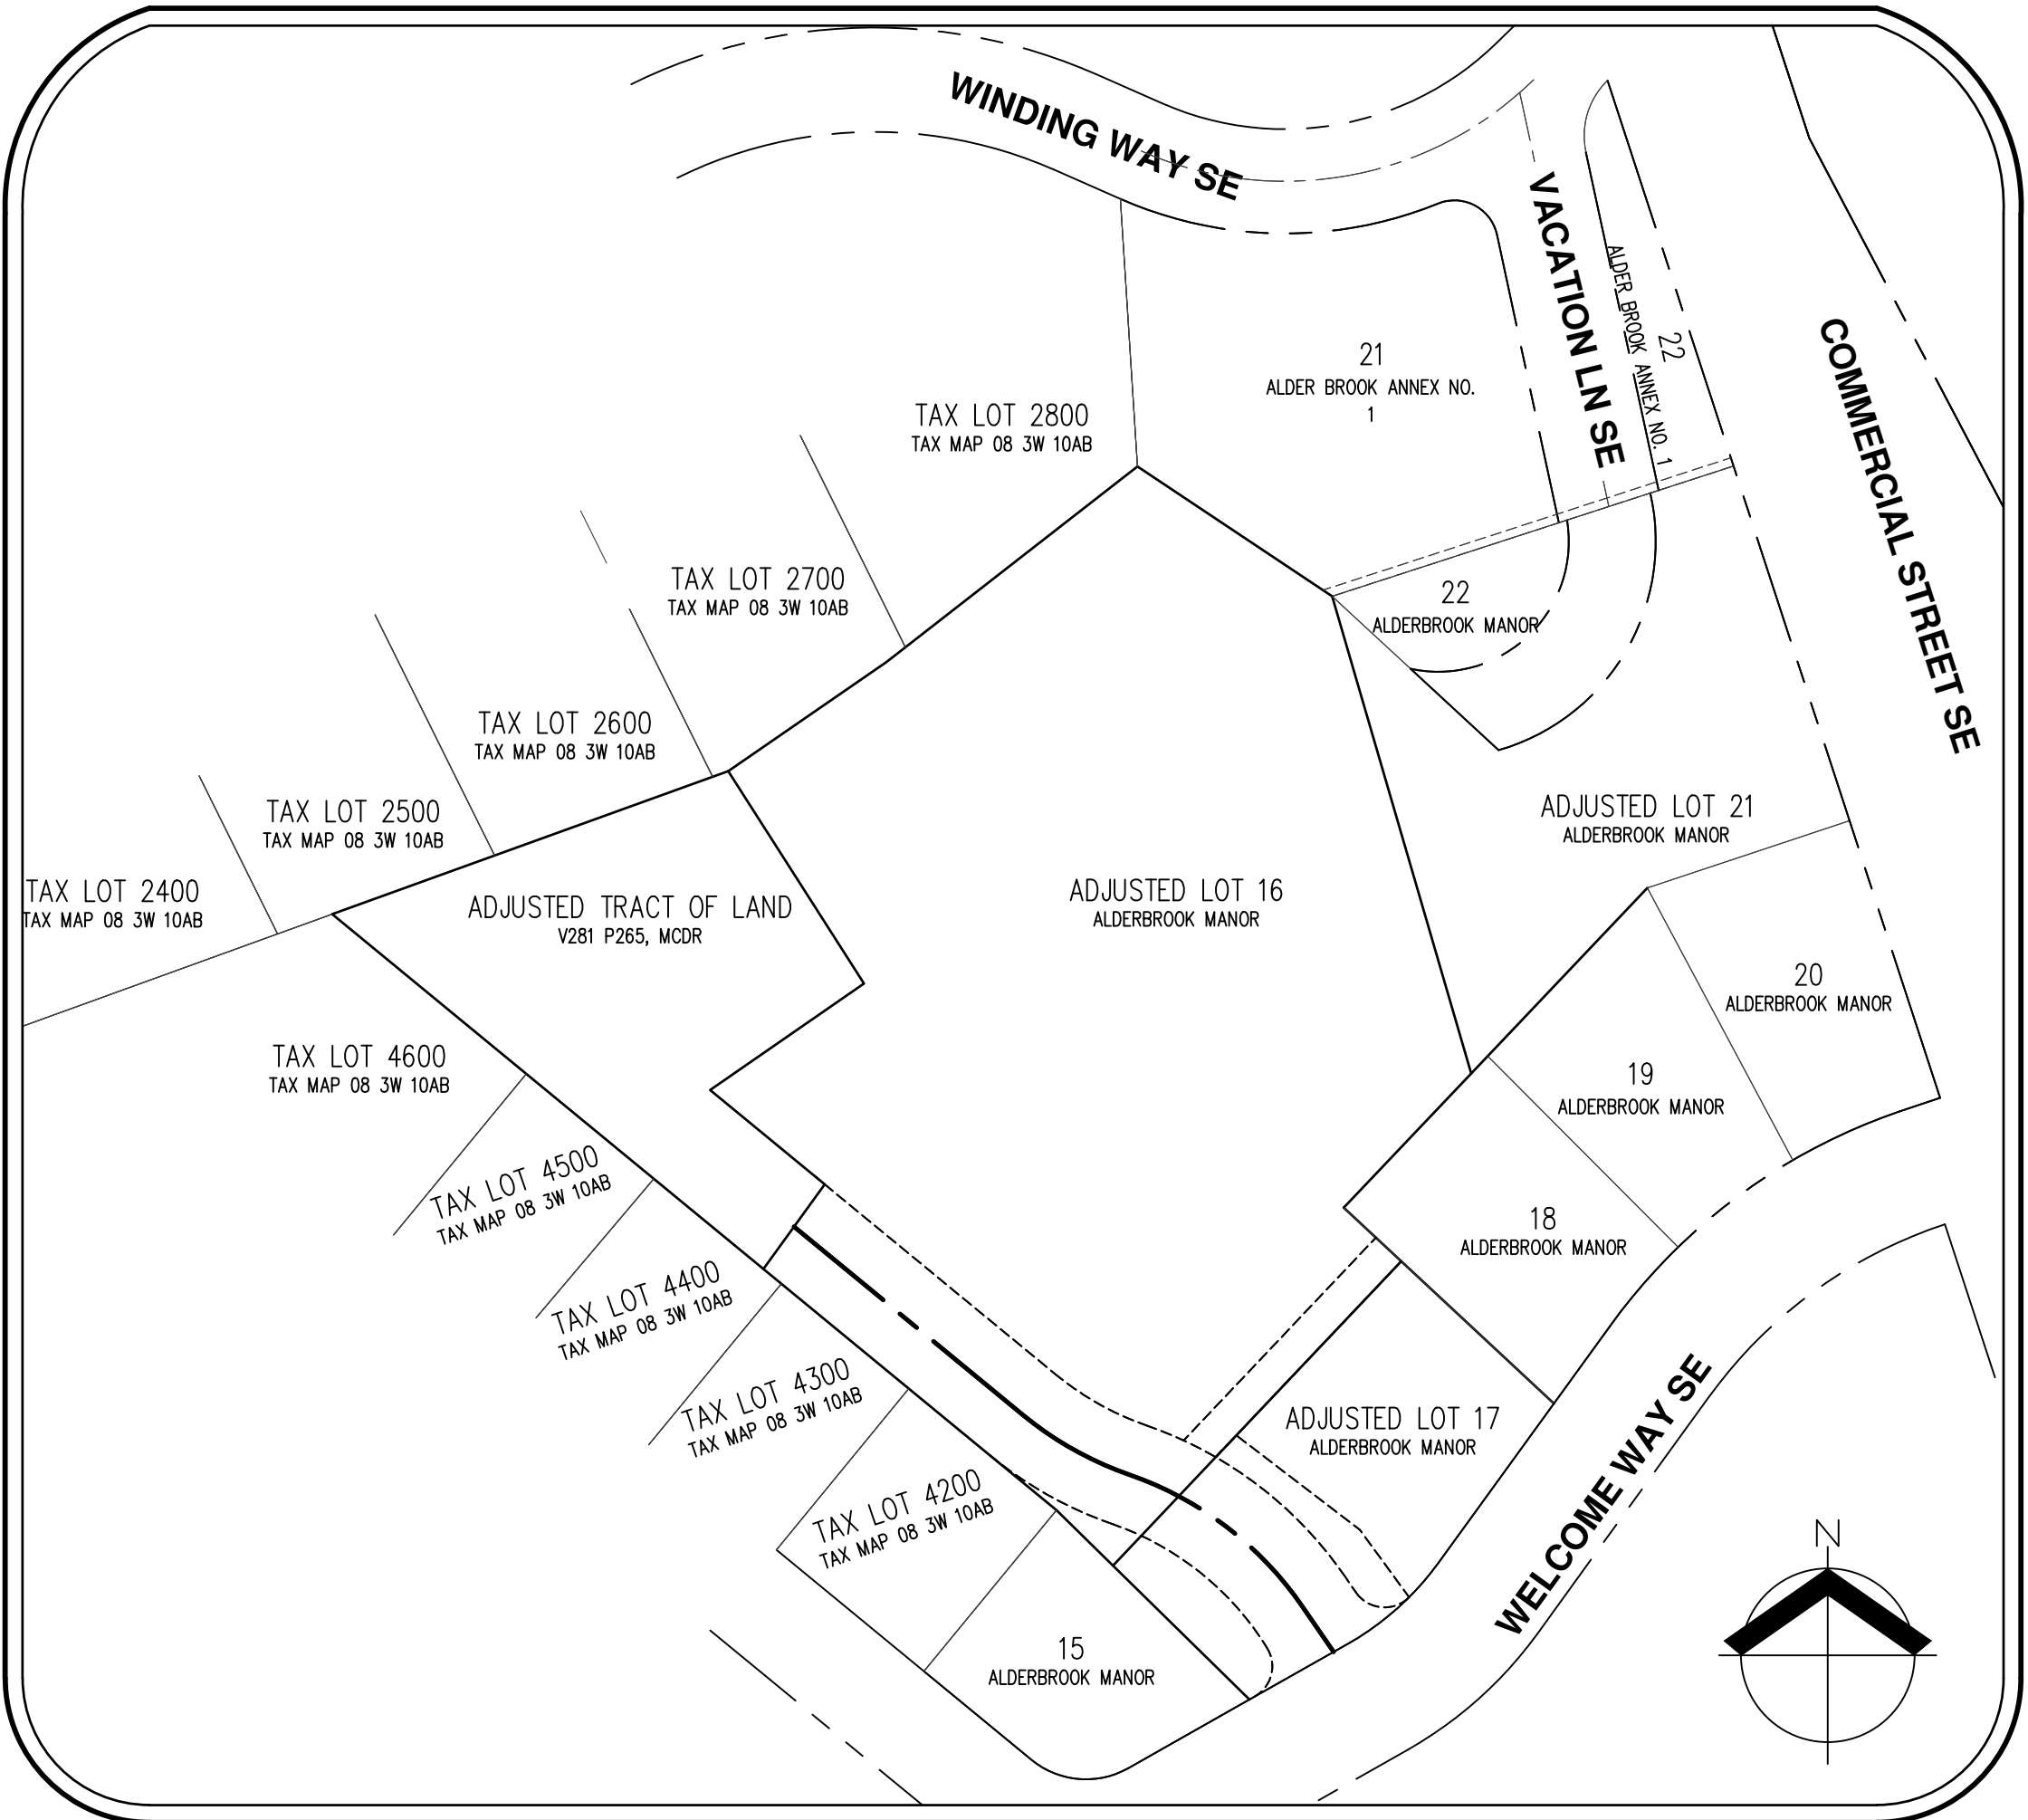 WINDING WAY SE
VACATION LN SE
COMMERCIAL STREET SE
22
ALDER BROOK ANNEX NO. 1
21
ALDER BROOK ANNEX NO.
1
TAX LOT 2800
TAX MAP 08 3W 10AB
TAX LOT 2700
TAX MAP 08 3W 10AB
22
ALDERBROOK MANOR
TAX LOT 2600
TAX MAP 08 3W 10AB
TAX LOT 2500
TAX MAP 08 3W 10AB
ADJUSTED LOT 21
ALDERBROOK MANOR
TAX LOT 2400
TAX MAP 08 3W 10AB
ADJUSTED TRACT OF LAND
V281 P265, MCDR
ADJUSTED LOT 16
ALDERBROOK MANOR
20
ALDERBROOK MANOR
TAX LOT 4600
TAX MAP 08 3W 10AB
19
ALDERBROOK MANOR
TAX LOT 4500
TAX MAP 08 3W 10AB
18
ALDERBROOK MANOR
TAX LOT 4400
TAX MAP 08 3W 10AB
TAX LOT 4300
TAX MAP 08 3W 10AB
ADJUSTED LOT 17
ALDERBROOK MANOR
WELCOME WAY SE
TAX LOT 4200
TAX MAP 08 3W 10AB
N
15
ALDERBROOK MANOR